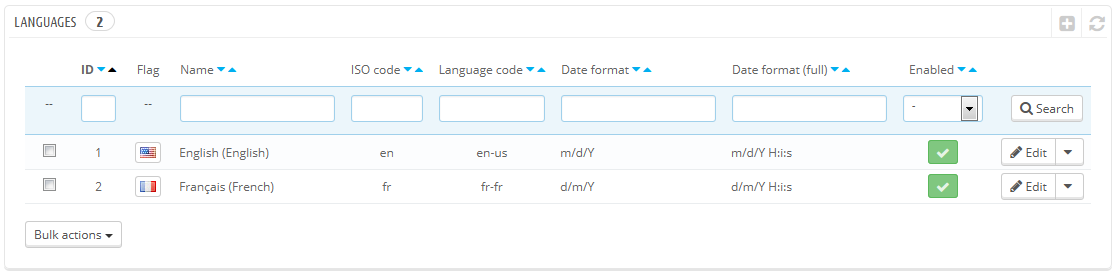 LANGUAGES 2
ID Flag Name ISO code Language code Date format Date format (full) Enabled
-- -- - Search
1 English (English) en en-us m/d/Y m/d/Y H:i:s Edit
2 Français (French) fr fr-fr d/m/Y d/m/Y H:i:s Edit
Bulk actions